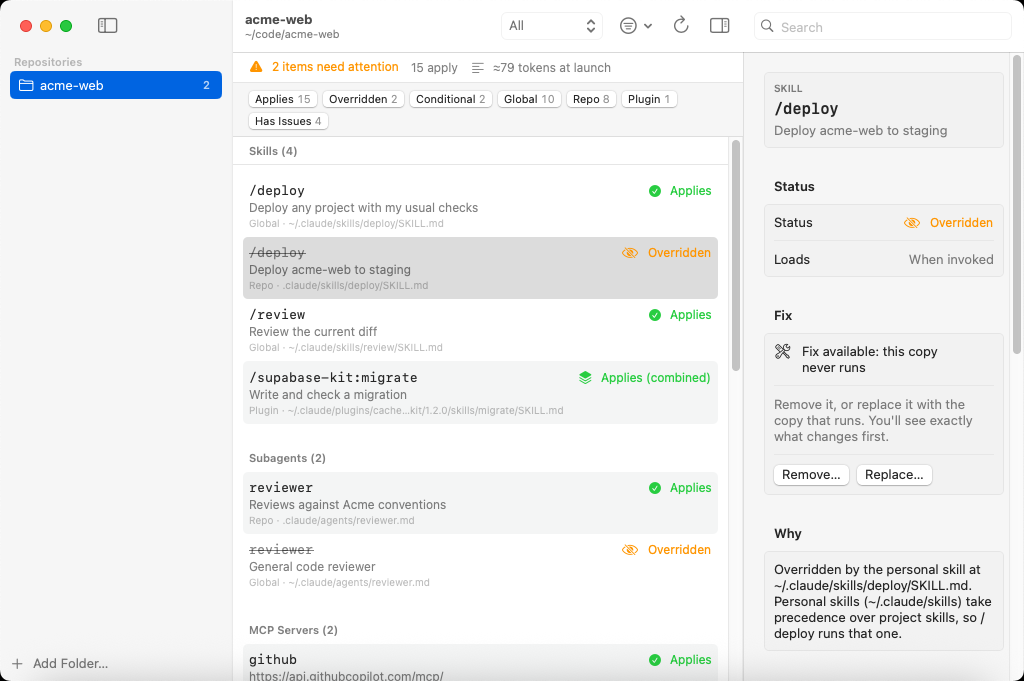 acme-web
~/code/acme-web
All
Search
Repositories
acme-web 2
Add Folder...
2 items need attention 15 apply ≈79 tokens at launch
Applies 15 Overridden 2 Conditional 2 Global 10 Repo 8 Plugin 1
Has Issues 4
Skills (4)
/deploy Applies
Deploy any project with my usual checks
Global · ~/.claude/skills/deploy/SKILL.md
/deploy Overridden
Deploy acme-web to staging
Repo · .claude/skills/deploy/SKILL.md
/review Applies
Review the current diff
Global · ~/.claude/skills/review/SKILL.md
/supabase-kit:migrate Applies (combined)
Write and check a migration
Plugin · ~/.claude/plugins/cache...kit/1.2.0/skills/migrate/SKILL.md
Subagents (2)
reviewer Applies
Reviews against Acme conventions
Repo · .claude/agents/reviewer.md
reviewer Overridden
General code reviewer
Global · ~/.claude/agents/reviewer.md
MCP Servers (2)
github Applies
https://api.githubcopilot.com/mcp/
SKILL
/deploy
Deploy acme-web to staging
Status
Status Overridden
Loads When invoked
Fix
Fix available: this copy
never runs
Remove it, or replace it with the
copy that runs. You'll see exactly
what changes first.
Remove... Replace...
Why
Overridden by the personal skill at
~/.claude/skills/deploy/SKILL.md.
Personal skills (~/.claude/skills) take
precedence over project skills, so /
deploy runs that one.